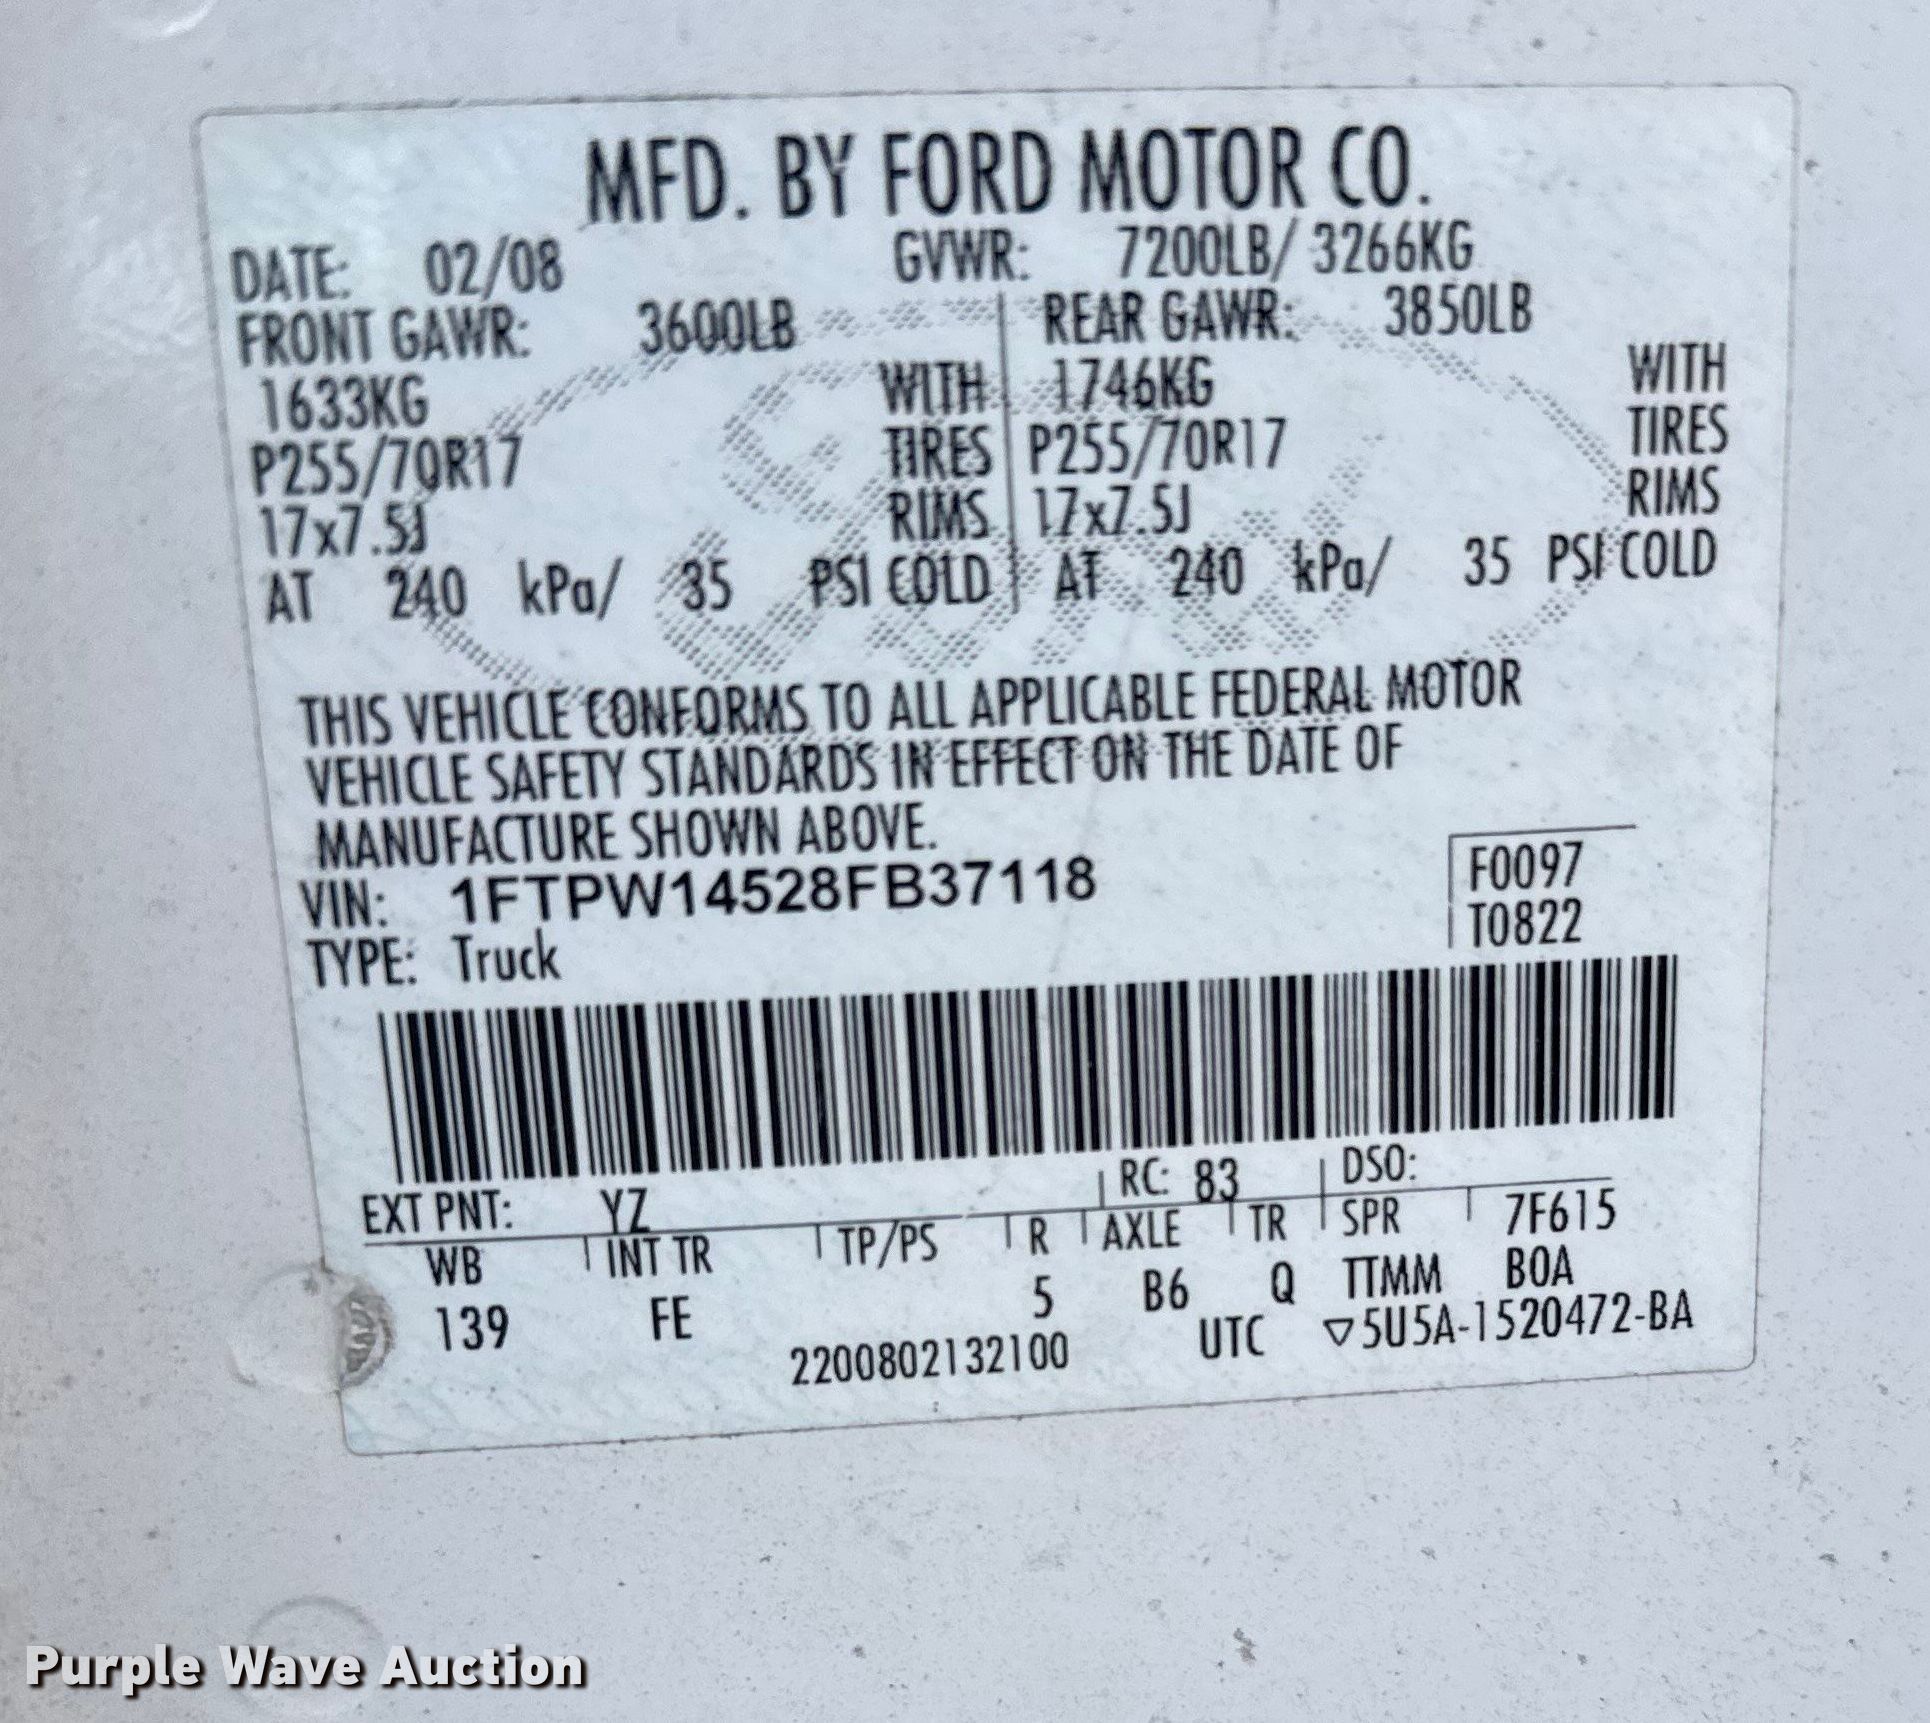 MFD. BY FORD MOTOR CO.
DATE: 02/08 GVWR: 7200LB/ 3266KG
FRONT GAWR: 3600LB REAR GAWR: 3850LB
1633KG WITH 1746KG WITH
P255/70R17 TIRES P255/70R17 TIRES
17x7.5J RIMS 17x7.5J RIMS
AT 240 kPa/ 35 PSI COLD AT 240 kPa/ 35 PSI COLD
THIS VEHICLE CONFORMS TO ALL APPLICABLE FEDERAL MOTOR
VEHICLE SAFETY STANDARDS IN EFFECT ON THE DATE OF
MANUFACTURE SHOWN ABOVE.
VIN: 1FTPW14528FB37118 F0097
TYPE: Truck T0822
EXT PNT: YZ RC: 83 DSO:
WB INT TR TP/PS R AXLE TR SPR 7F615
139 FE 5 B6 Q TTMM BOA
2200802132100 UTC ▽5U5A-1520472-BA
Purple Wave Auction